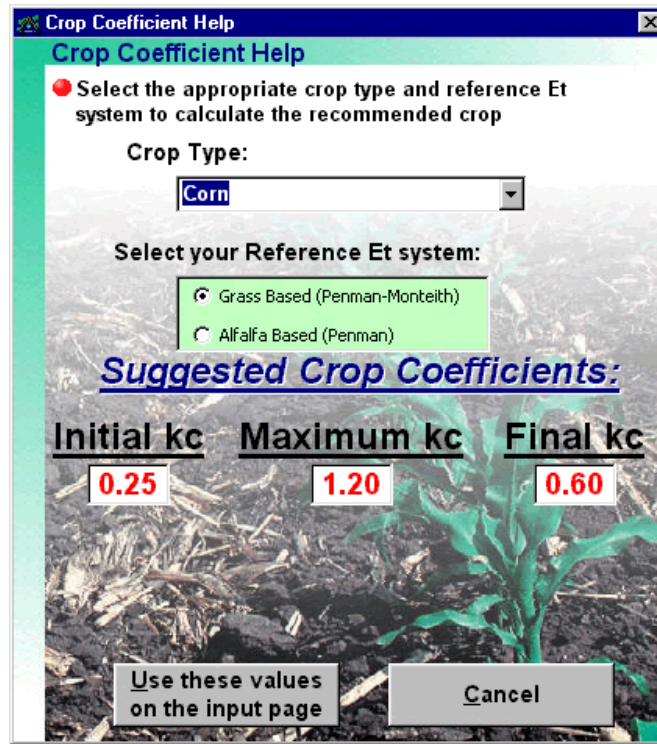 Crop Coefficient Help
Crop Coefficient Help
Select the appropriate crop type and reference Et
system to calculate the recommended crop
Crop Type:
Corn
Select your Reference Et system:
Grass Based (Penman-Monteith)
Alfalfa Based (Penman)
Suggested Crop Coefficients:
Initial kc Maximum kc Final kc
0.25 1.20 0.60
Use these values
on the input page
Cancel